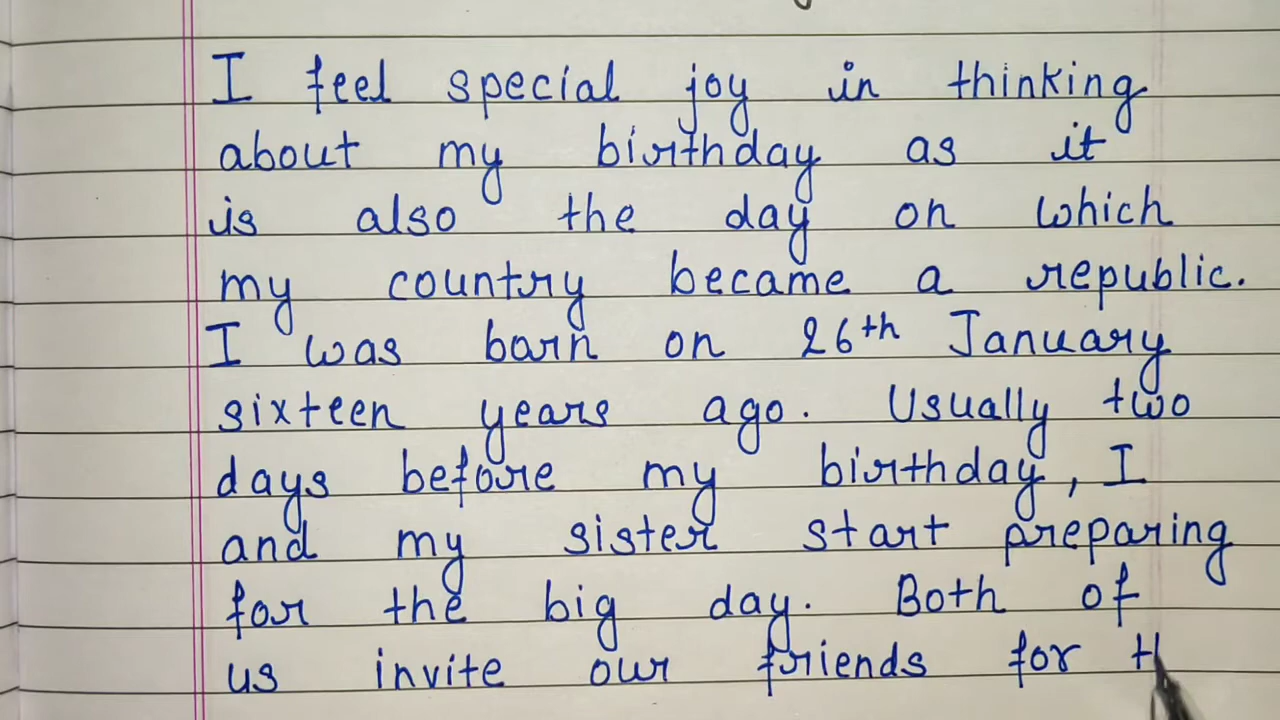 I feel special joy in thinking
about my birthday as it
is also the day on which
my country became a republic.
I was born on 26th January
sixteen years ago. Usually two
days before my birthday, I
and my sister start preparing
for the big day. Both of
us invite our friends for